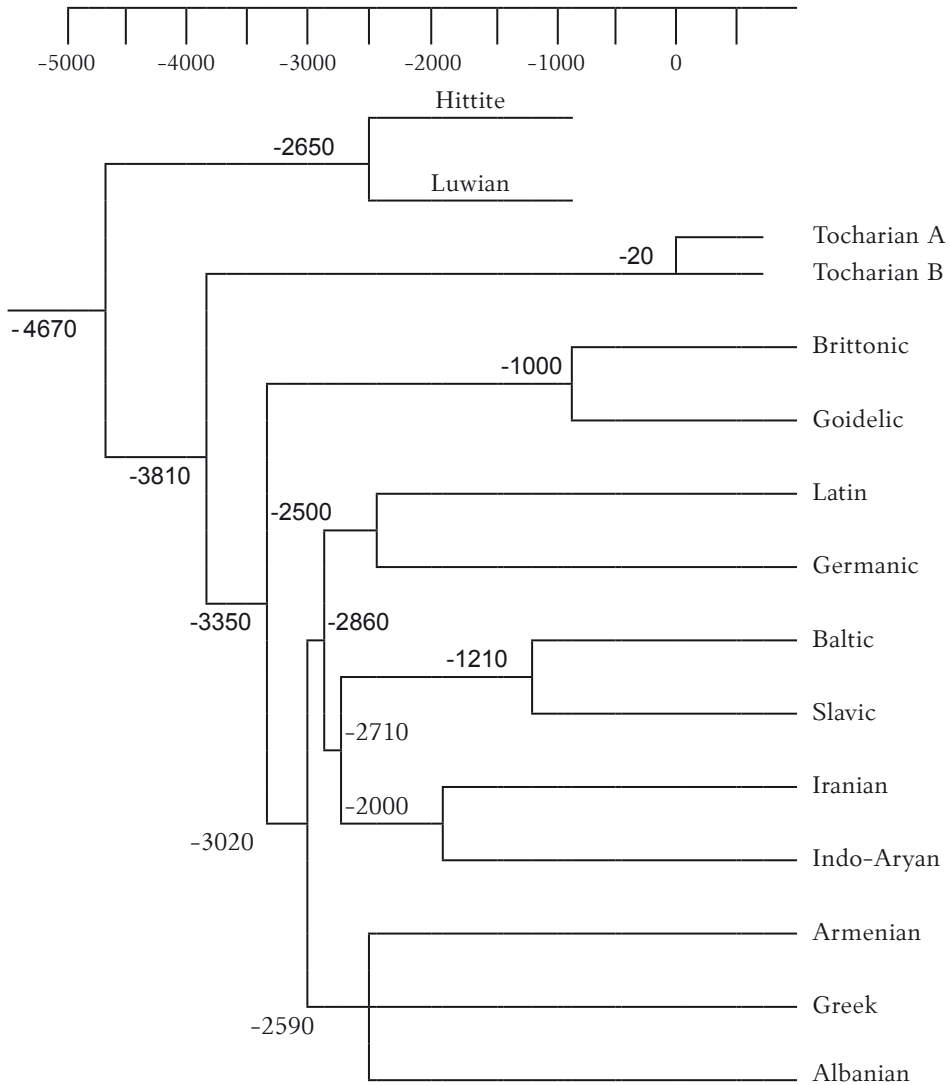 -5000 -4000 -3000 -2000 -1000 0
Hittite
-2650
Luwian
Tocharian A
-20
Tocharian B
-4670
Brittonic
-1000
Goidelic
-3810
Latin
-2500
Germanic
-3350
-2860
Baltic
-1210
Slavic
-2710
Iranian
-2000
-3020
Indo-Aryan
Armenian
Greek
-2590
Albanian